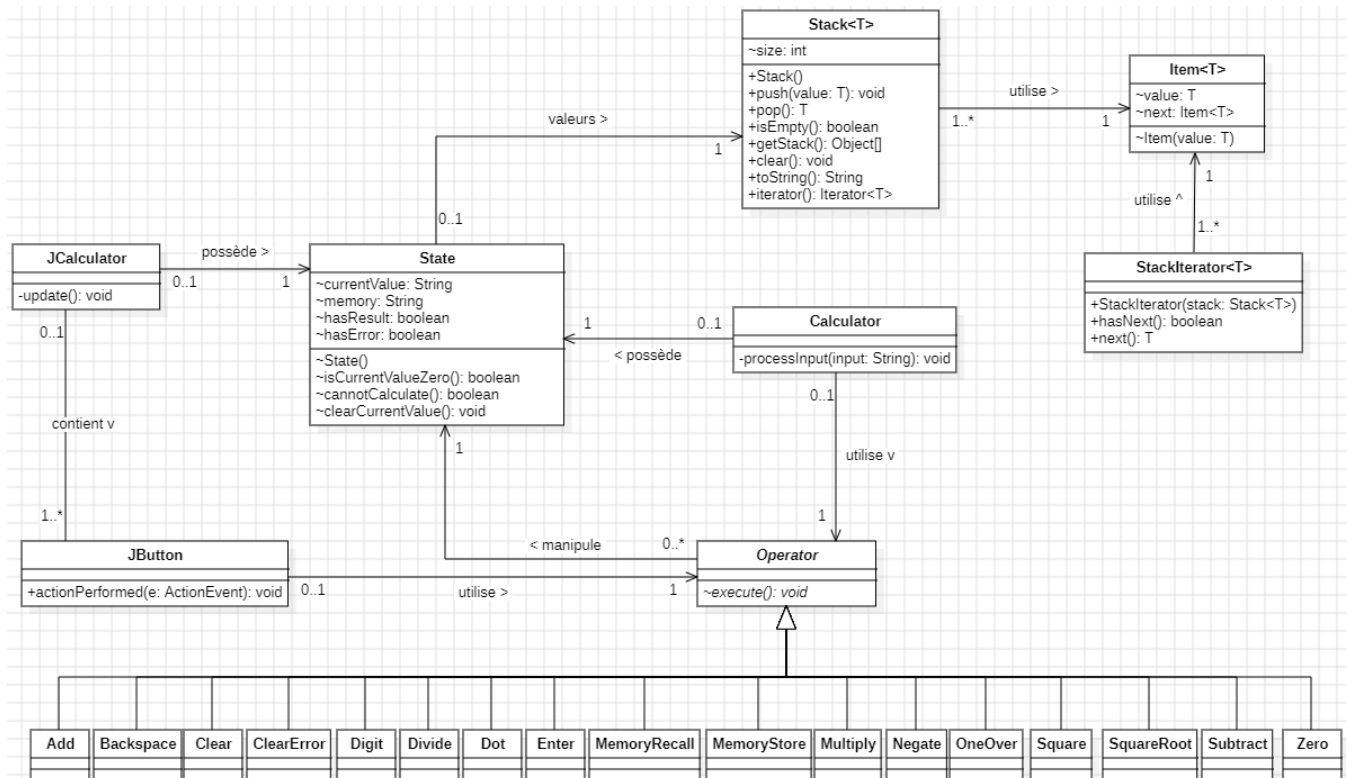 Stack<T>
~size: int
+Stack()
+push(value: T): void
+pop(): T
+isEmpty(): boolean
+getStack(): Object[]
+clear(): void
+toString(): String
+iterator(): Iterator<T>
utilise >
1..*
1
Item<T>
~value: T
~next: Item<T>
~Item(value: T)
valeurs >
1
0..1
1
utilise ^
1..*
JCalculator
-update(): void
possède >
0..1
1
State
~currentValue: String
~memory: String
~hasResult: boolean
~hasError: boolean
~State()
~isCurrentValueZero(): boolean
~cannotCalculate(): boolean
~clearCurrentValue(): void
StackIterator<T>
+StackIterator(stack: Stack<T>)
+hasNext(): boolean
+next(): T
1
0..1
< possède
Calculator
-processInput(input: String): void
0..1
contient v
1..*
0..1
utilise v
1
1
< manipule
0..*
JButton
+actionPerformed(e: ActionEvent): void
0..1
utilise >
1
Operator
~execute(): void
Add
Backspace
Clear
ClearError
Digit
Divide
Dot
Enter
MemoryRecall
MemoryStore
Multiply
Negate
OneOver
Square
SquareRoot
Subtract
Zero